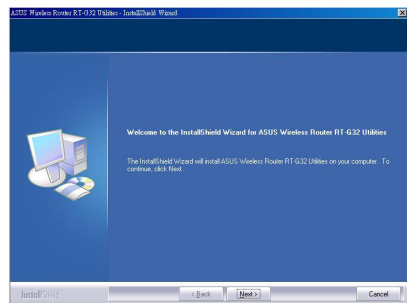 ASUS Wireless Router RT-G32 Utilities - InstallShield Wizard
Welcome to the InstallShield Wizard for ASUS Wireless Router RT-G32 Utilities
The InstallShield Wizard will install ASUS Wireless Router RT-G32 Utilities on your computer. To
continue, click Next.
InstallShield
< Back Next > Cancel